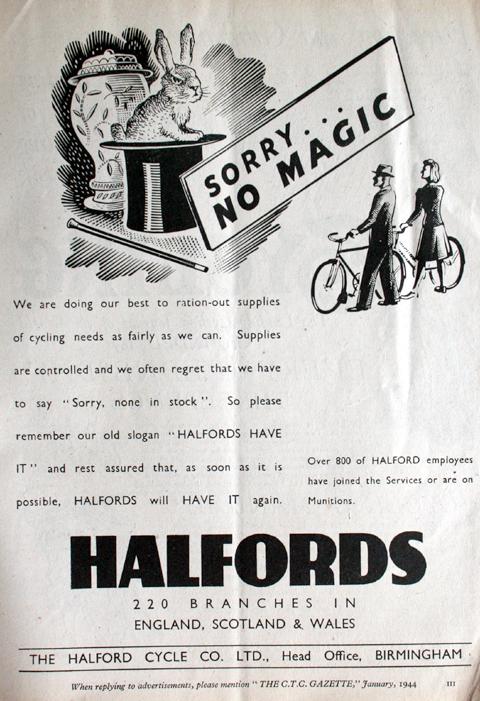 SORRY...
NO MAGIC
We are doing our best to ration-out supplies
of cycling needs as fairly as we can. Supplies
are controlled and we often regret that we have
to say "Sorry, none in stock". So please
remember our old slogan "HALFORDS HAVE
IT" and rest assured that, as soon as it is
possible, HALFORDS will HAVE IT again.
Over 800 of HALFORD employees
have joined the Services or are on
Munitions.
HALFORDS
220 BRANCHES IN
ENGLAND, SCOTLAND & WALES
THE HALFORD CYCLE CO. LTD., Head Office, BIRMINGHAM
When replying to advertisements, please mention "THE C.T.C. GAZETTE," January, 1944 III